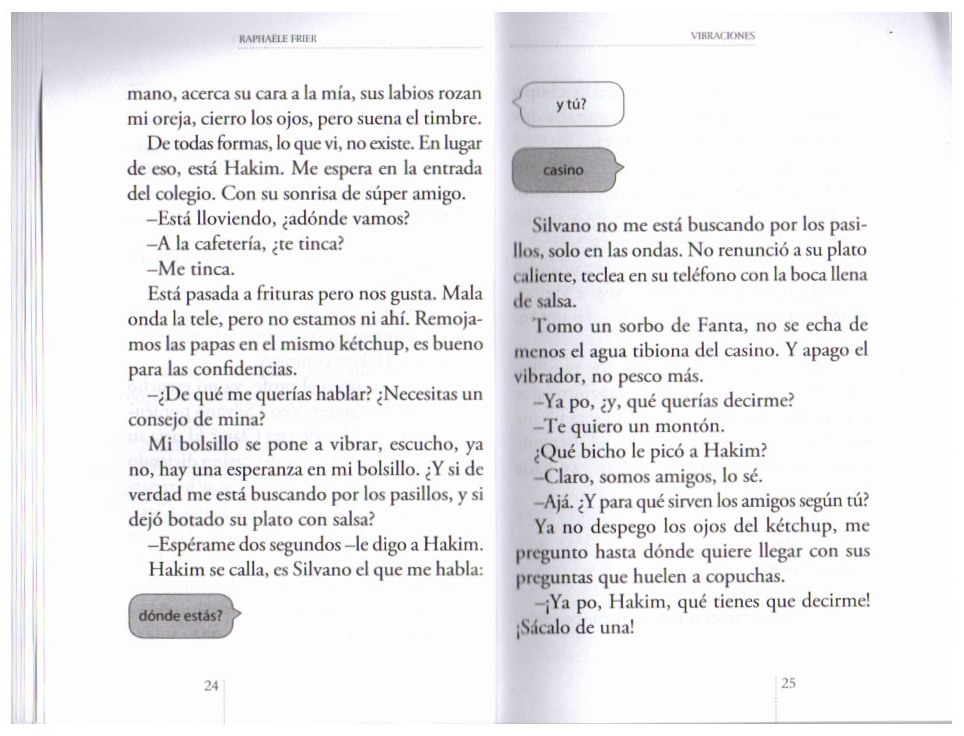 RAPHAËLE FRIER
mano, acerca su cara a la mía, sus labios rozan
mi oreja, cierro los ojos, pero suena el timbre.
De todas formas, lo que vi, no existe. En lugar
de eso, está Hakim. Me espera en la entrada
del colegio. Con su sonrisa de súper amigo.
–Está lloviendo, ¿adónde vamos?
–A la cafetería, ¿te tinca?
–Me tinca.
Está pasada a frituras pero nos gusta. Mala
onda la tele, pero no estamos ni ahí. Remoja-
mos las papas en el mismo kétchup, es bueno
para las confidencias.
–¿De qué me querías hablar? ¿Necesitas un
consejo de mina?
Mi bolsillo se pone a vibrar, escucho, ya
no, hay una esperanza en mi bolsillo. ¿Y si de
verdad me está buscando por los pasillos, y si
dejó botado su plato con salsa?
–Espérame dos segundos –le digo a Hakim.
Hakim se calla, es Silvano el que me habla:
dónde estás?
24
VIBRACIONES
y tú?
casino
Silvano no me está buscando por los pasi-
llos, solo en las ondas. No renunció a su plato
caliente, teclea en su teléfono con la boca llena
de salsa.
Tomo un sorbo de Fanta, no se echa de
menos el agua tibiona del casino. Y apago el
vibrador, no pesco más.
–Ya po, ¿y, qué querías decirme?
–Te quiero un montón.
¿Qué bicho le picó a Hakim?
–Claro, somos amigos, lo sé.
–Ajá. ¿Y para qué sirven los amigos según tú?
Ya no despego los ojos del kétchup, me
pregunto hasta dónde quiere llegar con sus
preguntas que huelen a copuchas.
–¡Ya po, Hakim, qué tienes que decirme!
¡Sácalo de una!
25